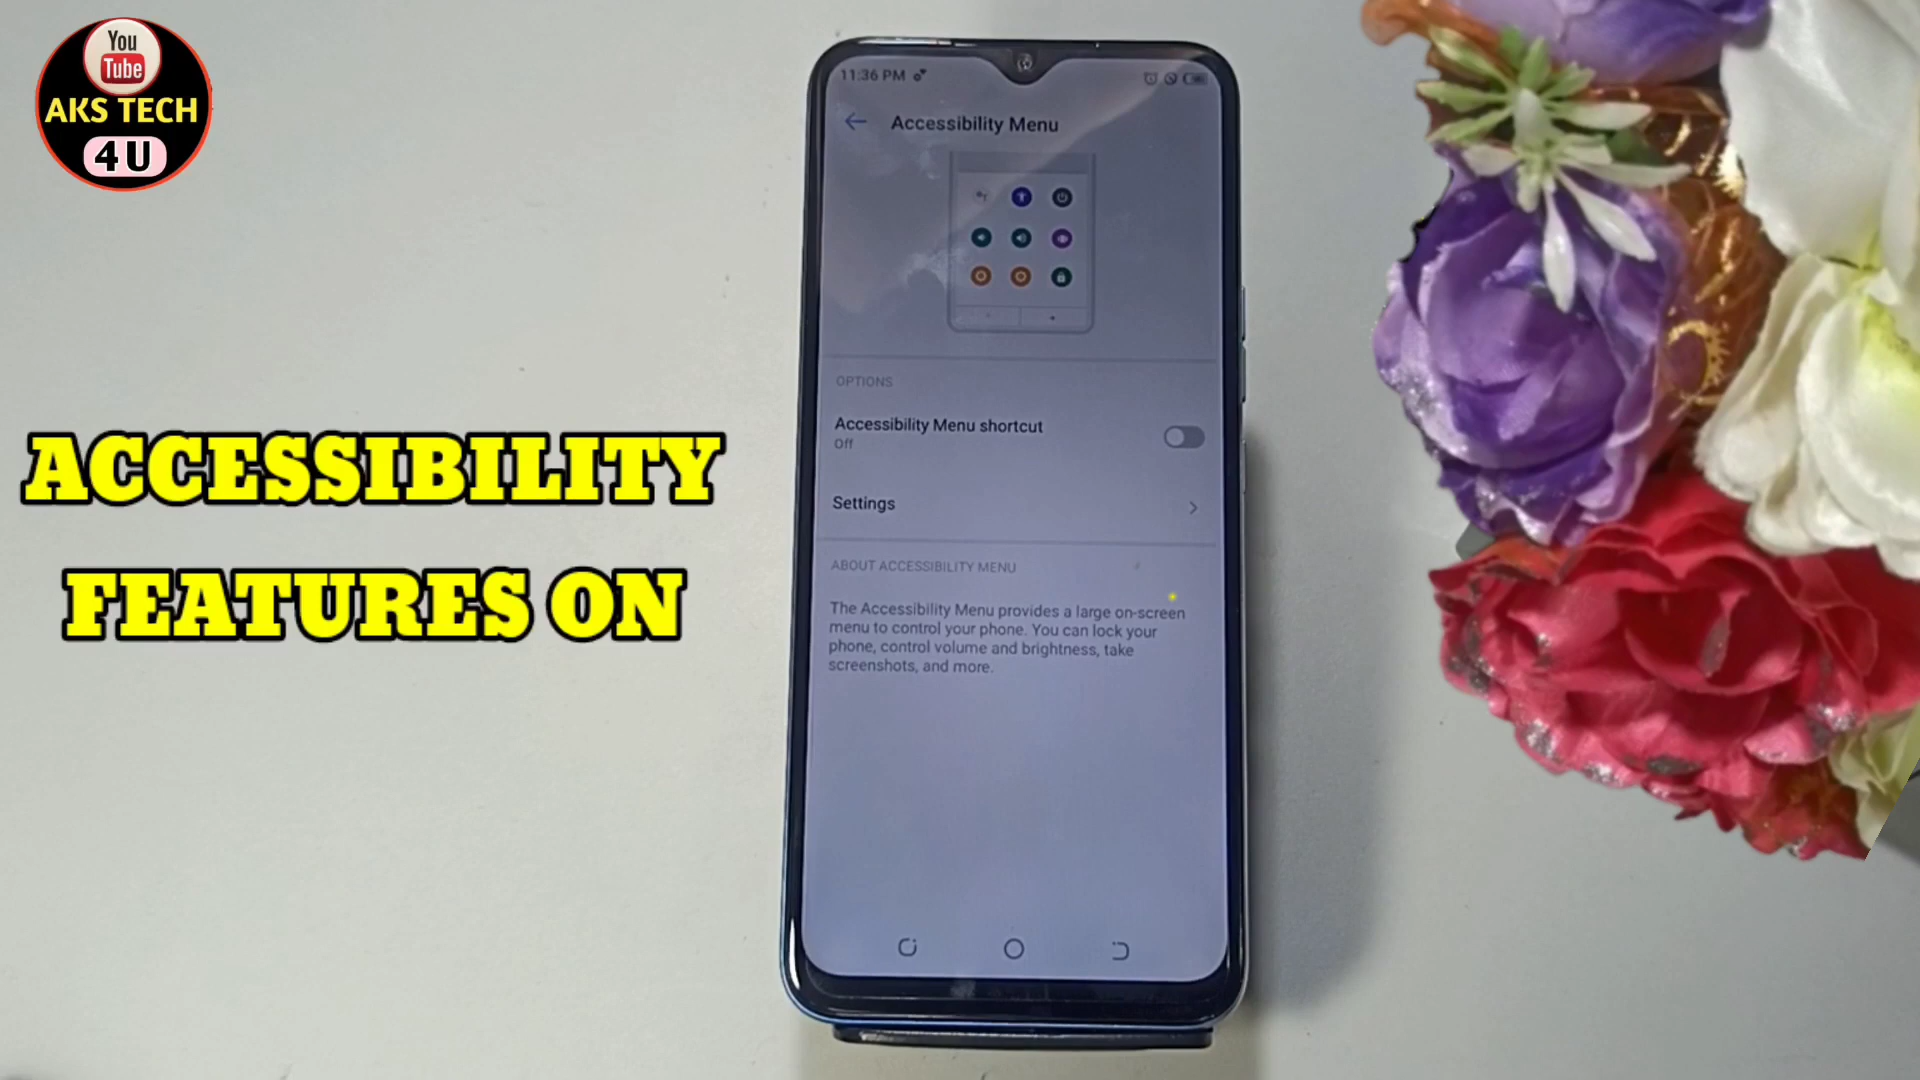 You
Tube
AKS TECH
4 U
ACCESSIBILITY
FEATURES ON
11:36 PM
Accessibility Menu
OPTIONS
Accessibility Menu shortcut
Off
Settings
ABOUT ACCESSIBILITY MENU
The Accessibility Menu provides a large on-screen
menu to control your phone. You can lock your
phone, control volume and brightness, take
screenshots, and more.